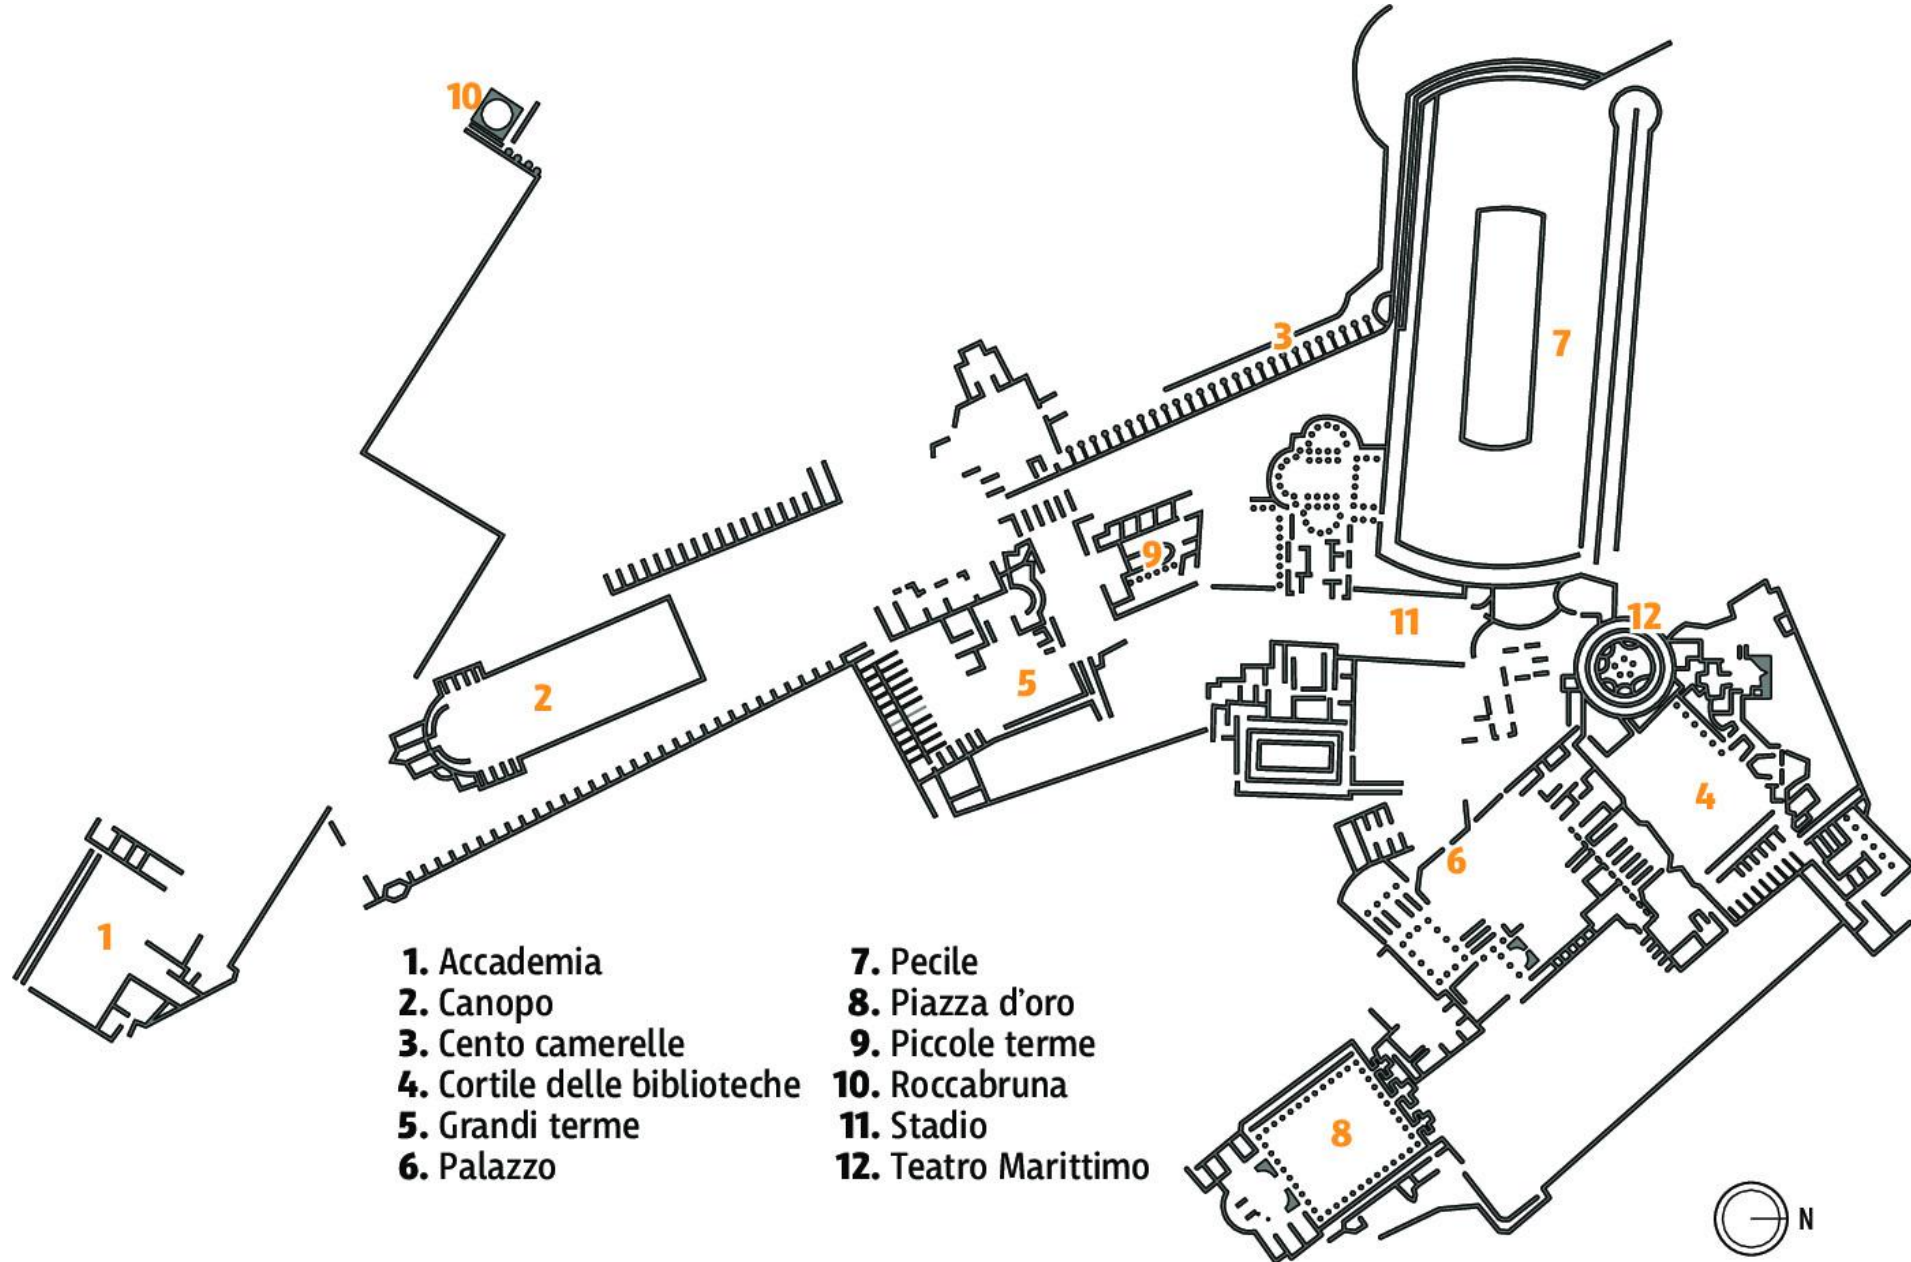 10
3
7
9
11
12
5
2
4
6
1
8
1. Accademia
2. Canopo
3. Cento camerelle
4. Cortile delle biblioteche
5. Grandi terme
6. Palazzo
7. Pecile
8. Piazza d'oro
9. Piccole terme
10. Roccabruna
11. Stadio
12. Teatro Marittimo
N